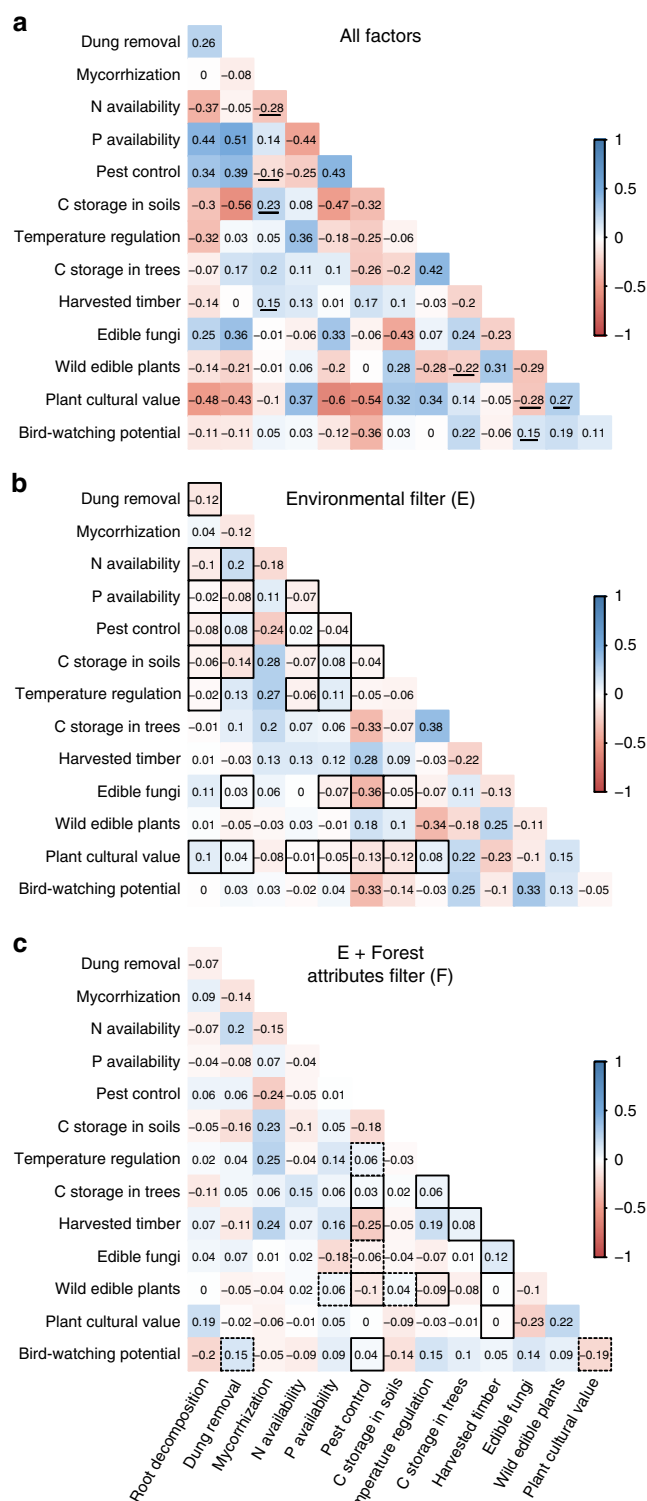 a
All factors
Dung removal 0.26
Mycorrhization 0 −0.08
N availability −0.37 −0.05 −0.28
P availability 0.44 0.51 0.14 −0.44
Pest control 0.34 0.39 −0.16 −0.25 0.43
C storage in soils −0.3 −0.56 0.23 0.08 −0.47 −0.32
Temperature regulation −0.32 0.03 0.05 0.36 −0.18 −0.25 −0.06
C storage in trees −0.07 0.17 0.2 0.11 0.1 −0.26 −0.2 0.42
Harvested timber −0.14 0 0.15 0.13 0.01 0.17 0.1 −0.03 −0.2
Edible fungi 0.25 0.36 −0.01 −0.06 0.33 −0.06 −0.43 0.07 0.24 −0.23
Wild edible plants −0.14 −0.21 −0.01 0.06 −0.2 0 0.28 −0.28 −0.22 0.31 −0.29
Plant cultural value −0.48 −0.43 −0.1 0.37 −0.6 −0.54 0.32 0.34 0.14 −0.05 −0.28 0.27
Bird-watching potential −0.11 −0.11 0.05 0.03 −0.12 −0.36 0.03 0 0.22 −0.06 0.15 0.19 0.11
1
0.5
0
−0.5
−1
b
Environmental filter (E)
Dung removal −0.12
Mycorrhization 0.04 −0.12
N availability −0.1 0.2 −0.18
P availability −0.02 −0.08 0.11 −0.07
Pest control −0.08 0.08 −0.24 0.02 −0.04
C storage in soils −0.06 −0.14 0.28 −0.07 0.08 −0.04
Temperature regulation −0.02 0.13 0.27 −0.06 0.11 −0.05 −0.06
C storage in trees −0.01 0.1 0.2 0.07 0.06 −0.33 −0.07 0.38
Harvested timber 0.01 −0.03 0.13 0.13 0.12 0.28 0.09 −0.03 −0.22
Edible fungi 0.11 0.03 0.06 0 −0.07 −0.36 −0.05 −0.07 0.11 −0.13
Wild edible plants 0.01 −0.05 −0.03 0.03 −0.01 0.18 0.1 −0.34 −0.18 0.25 −0.11
Plant cultural value 0.1 0.04 −0.08 −0.01 −0.05 −0.13 −0.12 0.08 0.22 −0.23 −0.1 0.15
Bird-watching potential 0 0.03 0.03 −0.02 0.04 −0.33 −0.14 −0.03 0.25 −0.1 0.33 0.13 −0.05
1
0.5
0
−0.5
−1
c
E + Forest
attributes filter (F)
Dung removal −0.07
Mycorrhization 0.09 −0.14
N availability −0.07 0.2 −0.15
P availability −0.04 −0.08 0.07 −0.04
Pest control 0.06 0.06 −0.24 −0.05 0.01
C storage in soils −0.05 −0.16 0.23 −0.1 0.05 −0.18
Temperature regulation 0.02 0.04 0.25 −0.04 0.14 0.06 −0.03
C storage in trees −0.11 0.05 0.06 0.15 0.06 0.03 0.02 0.06
Harvested timber 0.07 −0.11 0.24 0.07 0.16 −0.25 −0.05 0.19 0.08
Edible fungi 0.04 0.07 0.01 0.02 −0.18 −0.06 −0.04 −0.07 0.01 0.12
Wild edible plants 0 −0.05 −0.04 0.02 0.06 −0.1 0.04 −0.09 −0.08 0 −0.1
Plant cultural value 0.19 −0.02 −0.06 −0.01 0.05 0 −0.09 −0.03 −0.01 0 −0.23 0.22
Bird-watching potential −0.2 0.15 −0.05 −0.09 0.09 0.04 −0.14 0.15 0.1 0.05 0.14 0.09 −0.19
1
0.5
0
−0.5
−1
Root decomposition
Dung removal
Mycorrhization
N availability
P availability
Pest control
C storage in soils
emperature regulation
C storage in trees
Harvested timber
Edible fungi
Wild edible plants
Plant cultural value